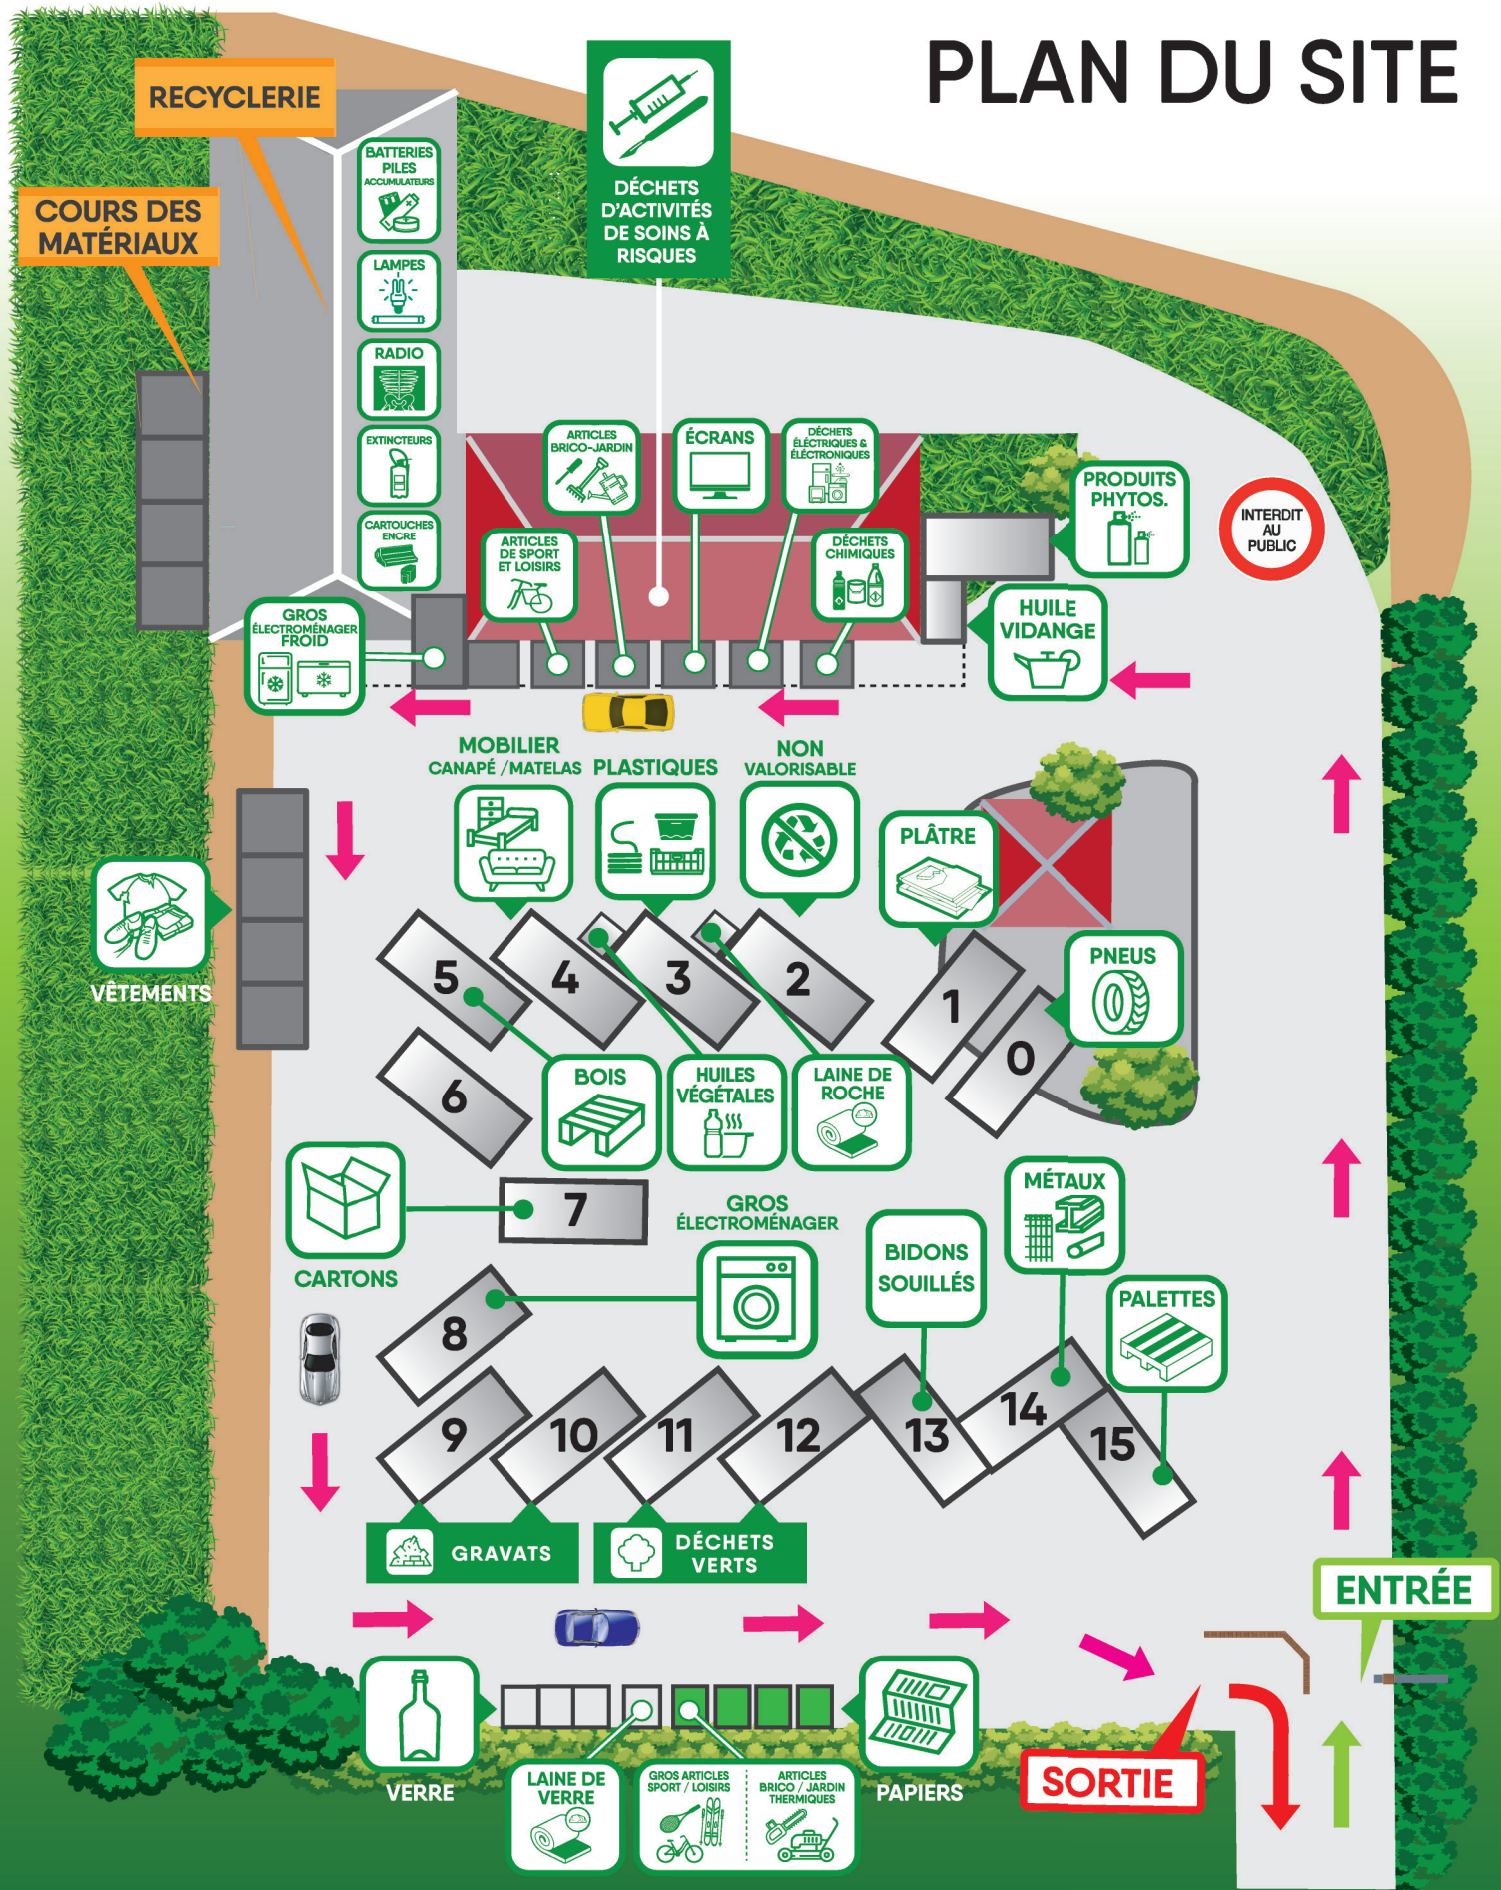 PLAN DU SITE
RECYCLERIE
COURS DES
MATÉRIAUX
BATTERIES
PILES
ACCUMULATEURS
LAMPES
RADIO
EXTINCTEURS
CARTOUCHES
ENCRE
DÉCHETS
D'ACTIVITÉS
DE SOINS À
RISQUES
ARTICLES
BRICO-JARDIN
ÉCRANS
DÉCHETS
ÉLECTRIQUES &
ÉLECTRONIQUES
ARTICLES
DE SPORT
ET LOISIRS
DÉCHETS
CHIMIQUES
PRODUITS
PHYTOS.
INTERDIT
AU
PUBLIC
HUILE
VIDANGE
GROS
ÉLECTROMÉNAGER
FROID
MOBILIER
CANAPÉ /MATELAS
PLASTIQUES
NON
VALORISABLE
PLÂTRE
PNEUS
VÊTEMENTS
5
4
3
2
1
0
6
BOIS
HUILES
VÉGÉTALES
LAINE DE
ROCHE
CARTONS
7
GROS
ÉLECTROMÉNAGER
8
BIDONS
SOUILLÉS
MÉTAUX
PALETTES
9
10
11
12
13
14
15
GRAVATS
DÉCHETS
VERTS
ENTRÉE
SORTIE
VERRE
LAINE DE
VERRE
GROS ARTICLES
SPORT / LOISIRS
ARTICLES
BRICO / JARDIN
THERMIQUES
PAPIERS